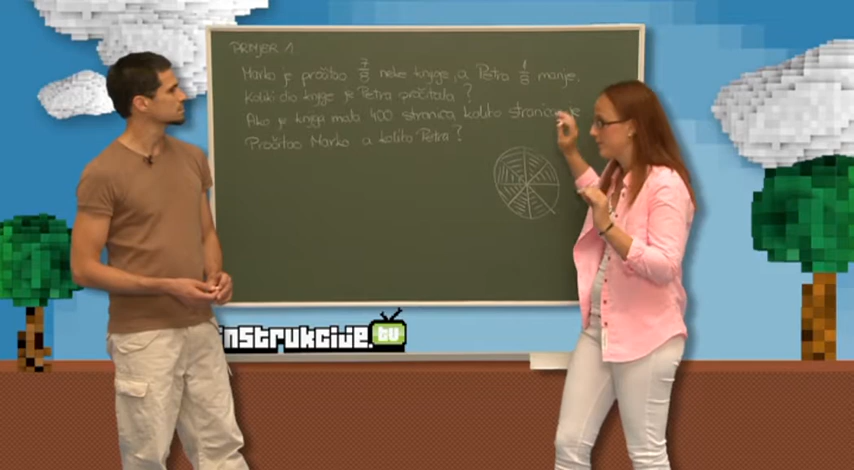 PRIMJER 1
Marko je pročitao 7/8 neke knjige, a Petra 1/8 manje.
Koliki dio knjige je Petra pročitala?
Ako je knjiga imala 400 stranica koliko stranica je
Pročitao Marko a koliko Petra?
instrukcije.tv